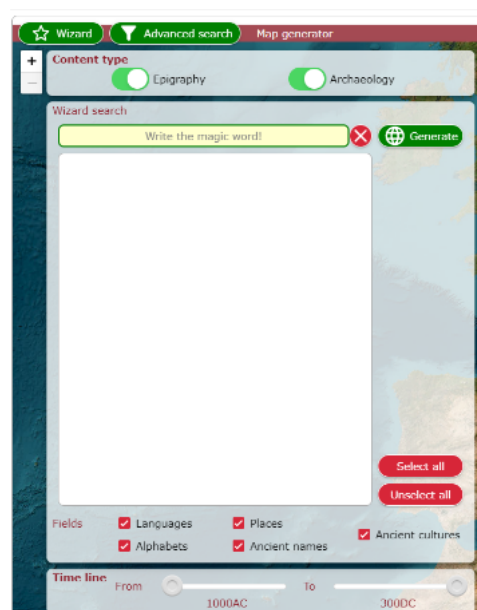 Wizard Advanced search Map generator
+ Content type
− Epigraphy Archaeology
Wizard search
Write the magic word! Generate
Select all
Unselect all
Fields Languages Places Ancient cultures
Alphabets Ancient names
Time line From To
1000AC 300DC